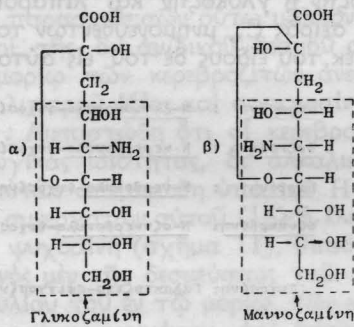 COOH
C-OH
CH2
CHOH
α) C-NH2
O-C-H
C-OH
C-OH
CH2OH
Γλυκοζαμίνη
COOH
HO-C
CH2
HO-C-H
β) H2N-C-H
O-C-H
C-OH
C-OH
CH2OH
Μαννοζαμίνη